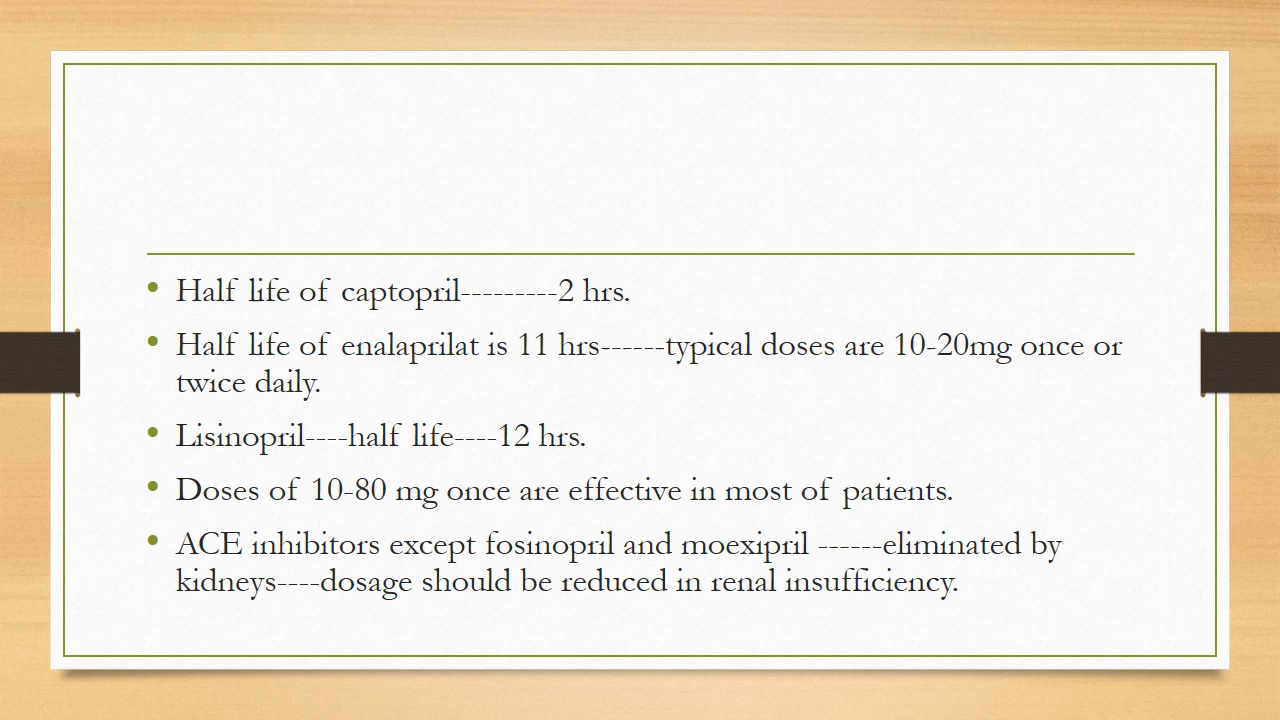 • Half life of captopril---------2 hrs.
• Half life of enalaprilat is 11 hrs------typical doses are 10-20mg once or
twice daily.
• Lisinopril----half life----12 hrs.
• Doses of 10-80 mg once are effective in most of patients.
• ACE inhibitors except fosinopril and moexipril ------eliminated by
kidneys----dosage should be reduced in renal insufficiency.